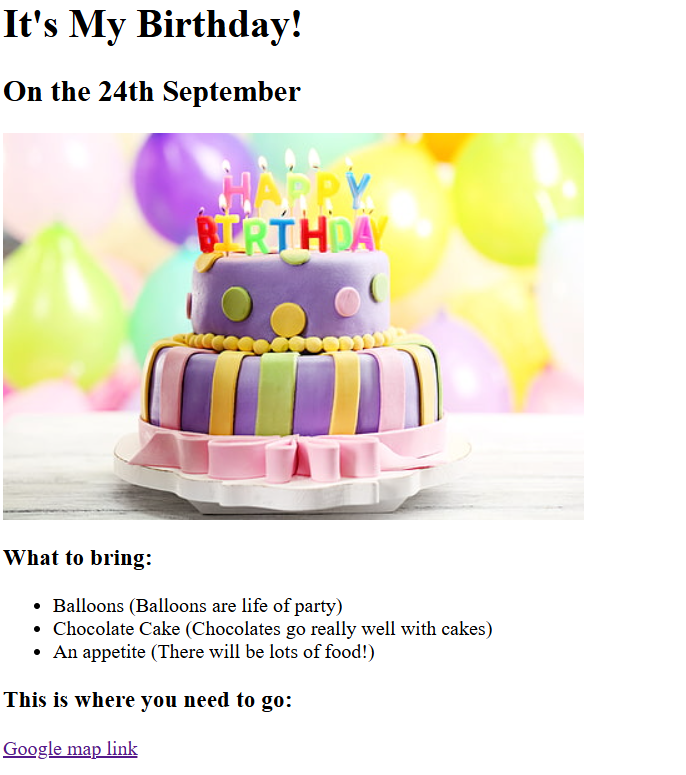 It's My Birthday!
On the 24th September
HAPPY
BIRTHDAY
What to bring:
Balloons (Balloons are life of party)
Chocolate Cake (Chocolates go really well with cakes)
An appetite (There will be lots of food!)
This is where you need to go:
Google map link